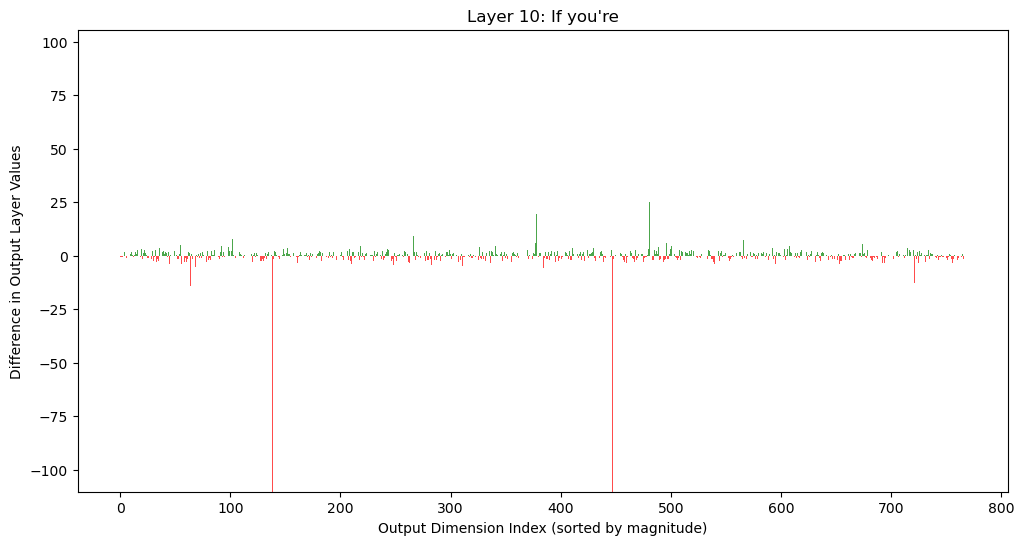 Layer 10: If you're
Difference in Output Layer Values
100
75
50
25
0
−25
−50
−75
−100
0 100 200 300 400 500 600 700 800
Output Dimension Index (sorted by magnitude)